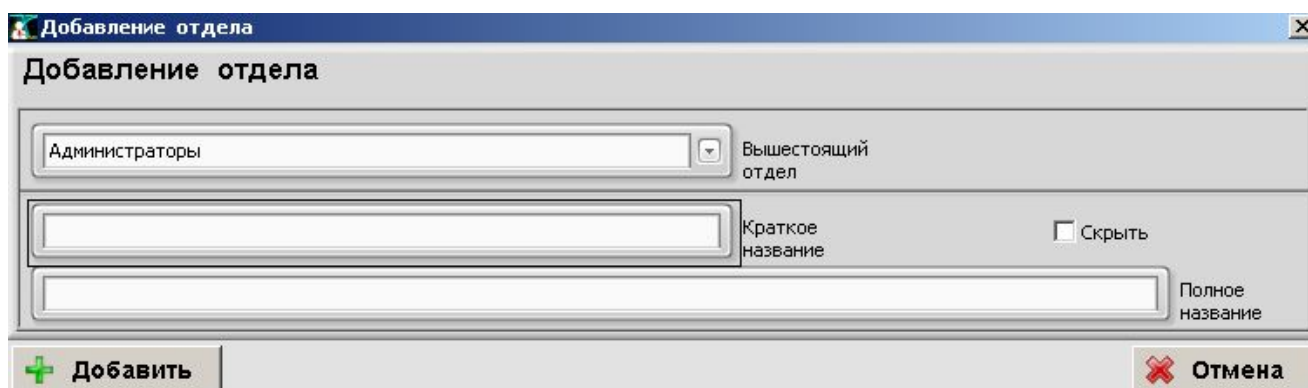 Добавление отдела
Добавление отдела
Администраторы
Вышестоящий
отдел
Краткое
название
Скрыть
Полное
название
Добавить
Отмена